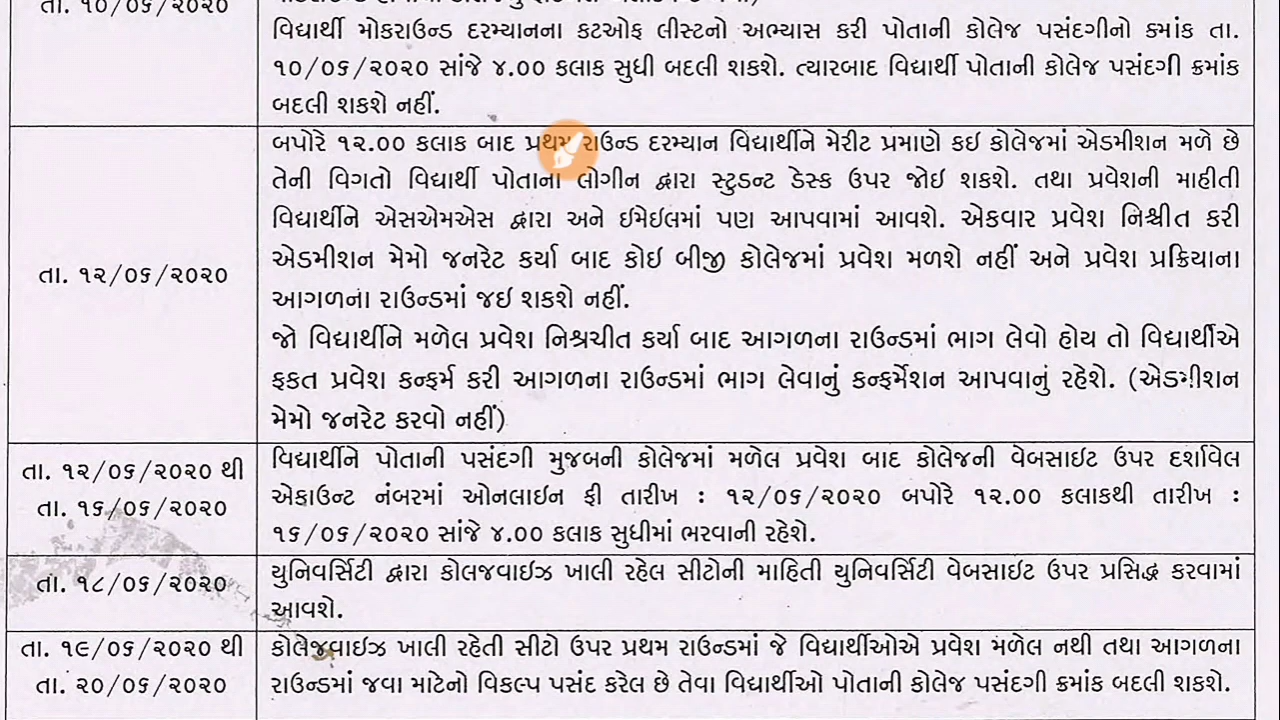 તા. ૧૦/૦૬/૨૦૨૦
વિદ્યાર્થી મોકરાઉન્ડ દરમ્યાનના કટઓફ લીસ્ટનો અભ્યાસ કરી પોતાની કોલેજ પસંદગીનો ક્રમાંક તા.
૧૦/૦૬/૨૦૨૦ સાંજે ૪.૦૦ કલાક સુધી બદલી શકશે. ત્યારબાદ વિદ્યાર્થી પોતાની કોલેજ પસંદગી ક્રમાંક
બદલી શકશે નહીં.
તા. ૧૨/૦૬/૨૦૨૦
બપોરે ૧૨.૦૦ કલાક બાદ પ્રથમ રાઉન્ડ દરમ્યાન વિદ્યાર્થીને મેરીટ પ્રમાણે કઇ કોલેજમાં એડમીશન મળે છે
તેની વિગતો વિદ્યાર્થી પોતાના લોગીન દ્વારા સ્ટુડન્ટ ડેસ્ક ઉપર જોઇ શકશે. તથા પ્રવેશની માહીતી
વિદ્યાર્થીને એસએમએસ દ્વારા અને ઈમેઈલમાં પણ આપવામાં આવશે. એકવાર પ્રવેશ નિશ્ચીત કરી
એડમીશન મેમો જનરેટ કર્યા બાદ કોઇ બીજી કોલેજમાં પ્રવેશ મળશે નહીં અને પ્રવેશ પ્રક્રિયાના
આગળના રાઉન્ડમાં જઇ શકશે નહીં.
જો વિદ્યાર્થીને મળેલ પ્રવેશ નિશ્રચીત કર્યા બાદ આગળના રાઉન્ડમાં ભાગ લેવો હોય તો વિદ્યાર્થીએ
ફકત પ્રવેશ કન્ફર્મ કરી આગળના રાઉન્ડમાં ભાગ લેવાનું કન્ફર્મેશન આપવાનું રહેશે. (એડમીશન
મેમો જનરેટ કરવો નહીં)
તા. ૧૨/૦૬/૨૦૨૦ થી
તા. ૧૬/૦૬/૨૦૨૦
વિદ્યાર્થીને પોતાની પસંદગી મુજબની કોલેજમાં મળેલ પ્રવેશ બાદ કોલેજની વેબસાઇટ ઉપર દર્શાવેલ
એકાઉન્ટ નંબરમાં ઓનલાઇન ફી તારીખ : ૧૨/૦૬/૨૦૨૦ બપોરે ૧૨.૦૦ કલાકથી તારીખ :
૧૬/૦૬/૨૦૨૦ સાંજે ૪.૦૦ કલાક સુધીમાં ભરવાની રહેશે.
તા. ૧૮/૦૬/૨૦૨૦
યુનિવર્સિટી દ્વારા કોલજવાઇઝ ખાલી રહેલ સીટોની માહિતી યુનિવર્સિટી વેબસાઇટ ઉપર પ્રસિદ્ધ કરવામાં
આવશે.
તા. ૧૯/૦૬/૨૦૨૦ થી
તા. ૨૦/૦૬/૨૦૨૦
કોલેજવાઇઝ ખાલી રહેતી સીટો ઉપર પ્રથમ રાઉન્ડમાં જે વિદ્યાર્થીઓએ પ્રવેશ મળેલ નથી તથા આગળના
રાઉન્ડમાં જવા માટેનો વિકલ્પ પસંદ કરેલ છે તેવા વિદ્યાર્થીઓ પોતાની કોલેજ પસંદગી ક્રમાંક બદલી શકશે.